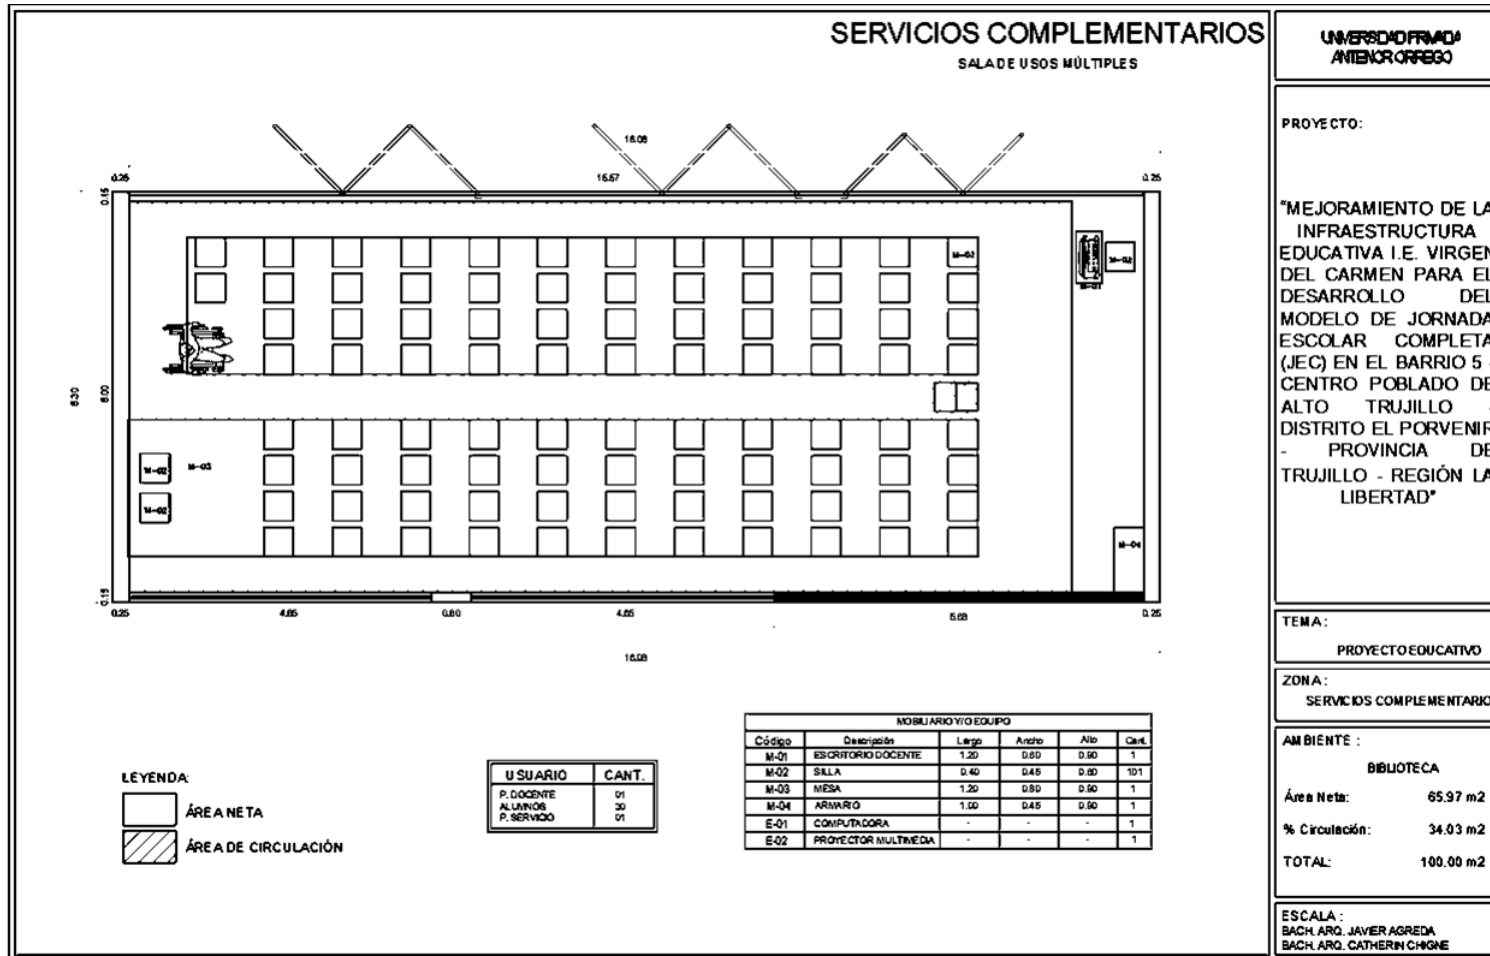 SERVICIOS COMPLEMENTARIOS
SALA DE USOS MÚLTIPLES
16.08
0.25 16.67 0.25
0.15
M-02
M-02
M-01
6.30 6.00
M-02 M-03
M-02
M-04
0.15
0.25 4.65 0.80 4.65 5.68 0.25
16.08
LEYENDA:
ÁREA NETA
ÁREA DE CIRCULACIÓN
USUARIO CANT.
P. DOCENTE 01
ALUMNOS 30
P. SERVICIO 01
MOBILIARIO Y/O EQUIPO
Código Descripción Largo Ancho Alto Cant.
M-01 ESCRITORIO DOCENTE 1.20 0.60 0.90 1
M-02 SILLA 0.40 0.45 0.80 101
M-03 MESA 1.20 0.80 0.90 1
M-04 ARMARIO 1.00 0.45 0.90 1
E-01 COMPUTADORA - - - 1
E-02 PROYECTOR MULTIMEDIA - - - 1
UNIVERSIDAD PRIVADA
ANTENOR ORREGO
PROYECTO:
"MEJORAMIENTO DE LA
INFRAESTRUCTURA
EDUCATIVA I.E. VIRGEN
DEL CARMEN PARA EL
DESARROLLO DEL
MODELO DE JORNADA
ESCOLAR COMPLETA
(JEC) EN EL BARRIO 5 -
CENTRO POBLADO DE
ALTO TRUJILLO -
DISTRITO EL PORVENIR
- PROVINCIA DE
TRUJILLO - REGIÓN LA
LIBERTAD"
TEMA:
PROYECTO EDUCATIVO
ZONA:
SERVICIOS COMPLEMENTARIO
AMBIENTE :
BIBLIOTECA
Área Neta: 65.97 m2
% Circulación: 34.03 m2
TOTAL: 100.00 m2
ESCALA :
BACH. ARQ. JAVIER AGREDA
BACH. ARQ. CATHERIN CHIGNE